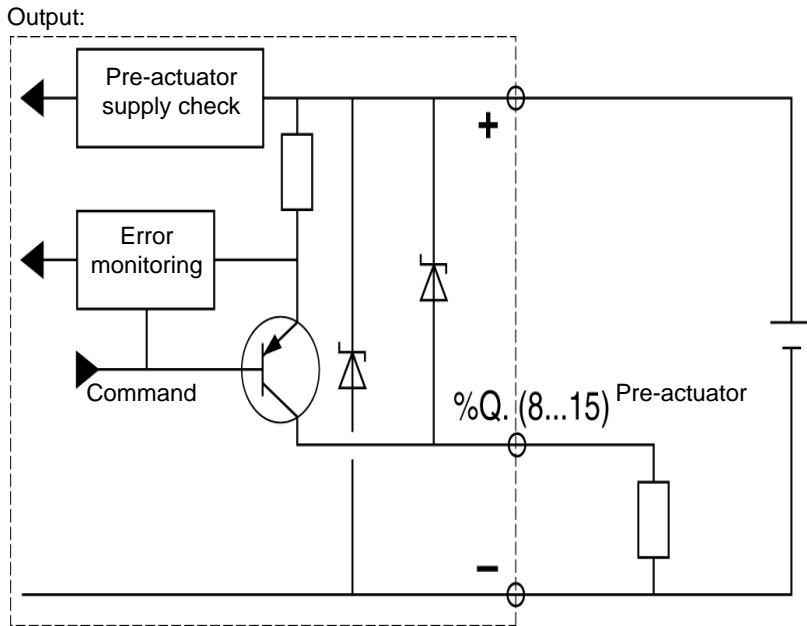 Output:
Pre-actuator
supply check
+
Error
monitoring
Command
%Q. (8...15)
Pre-actuator
–